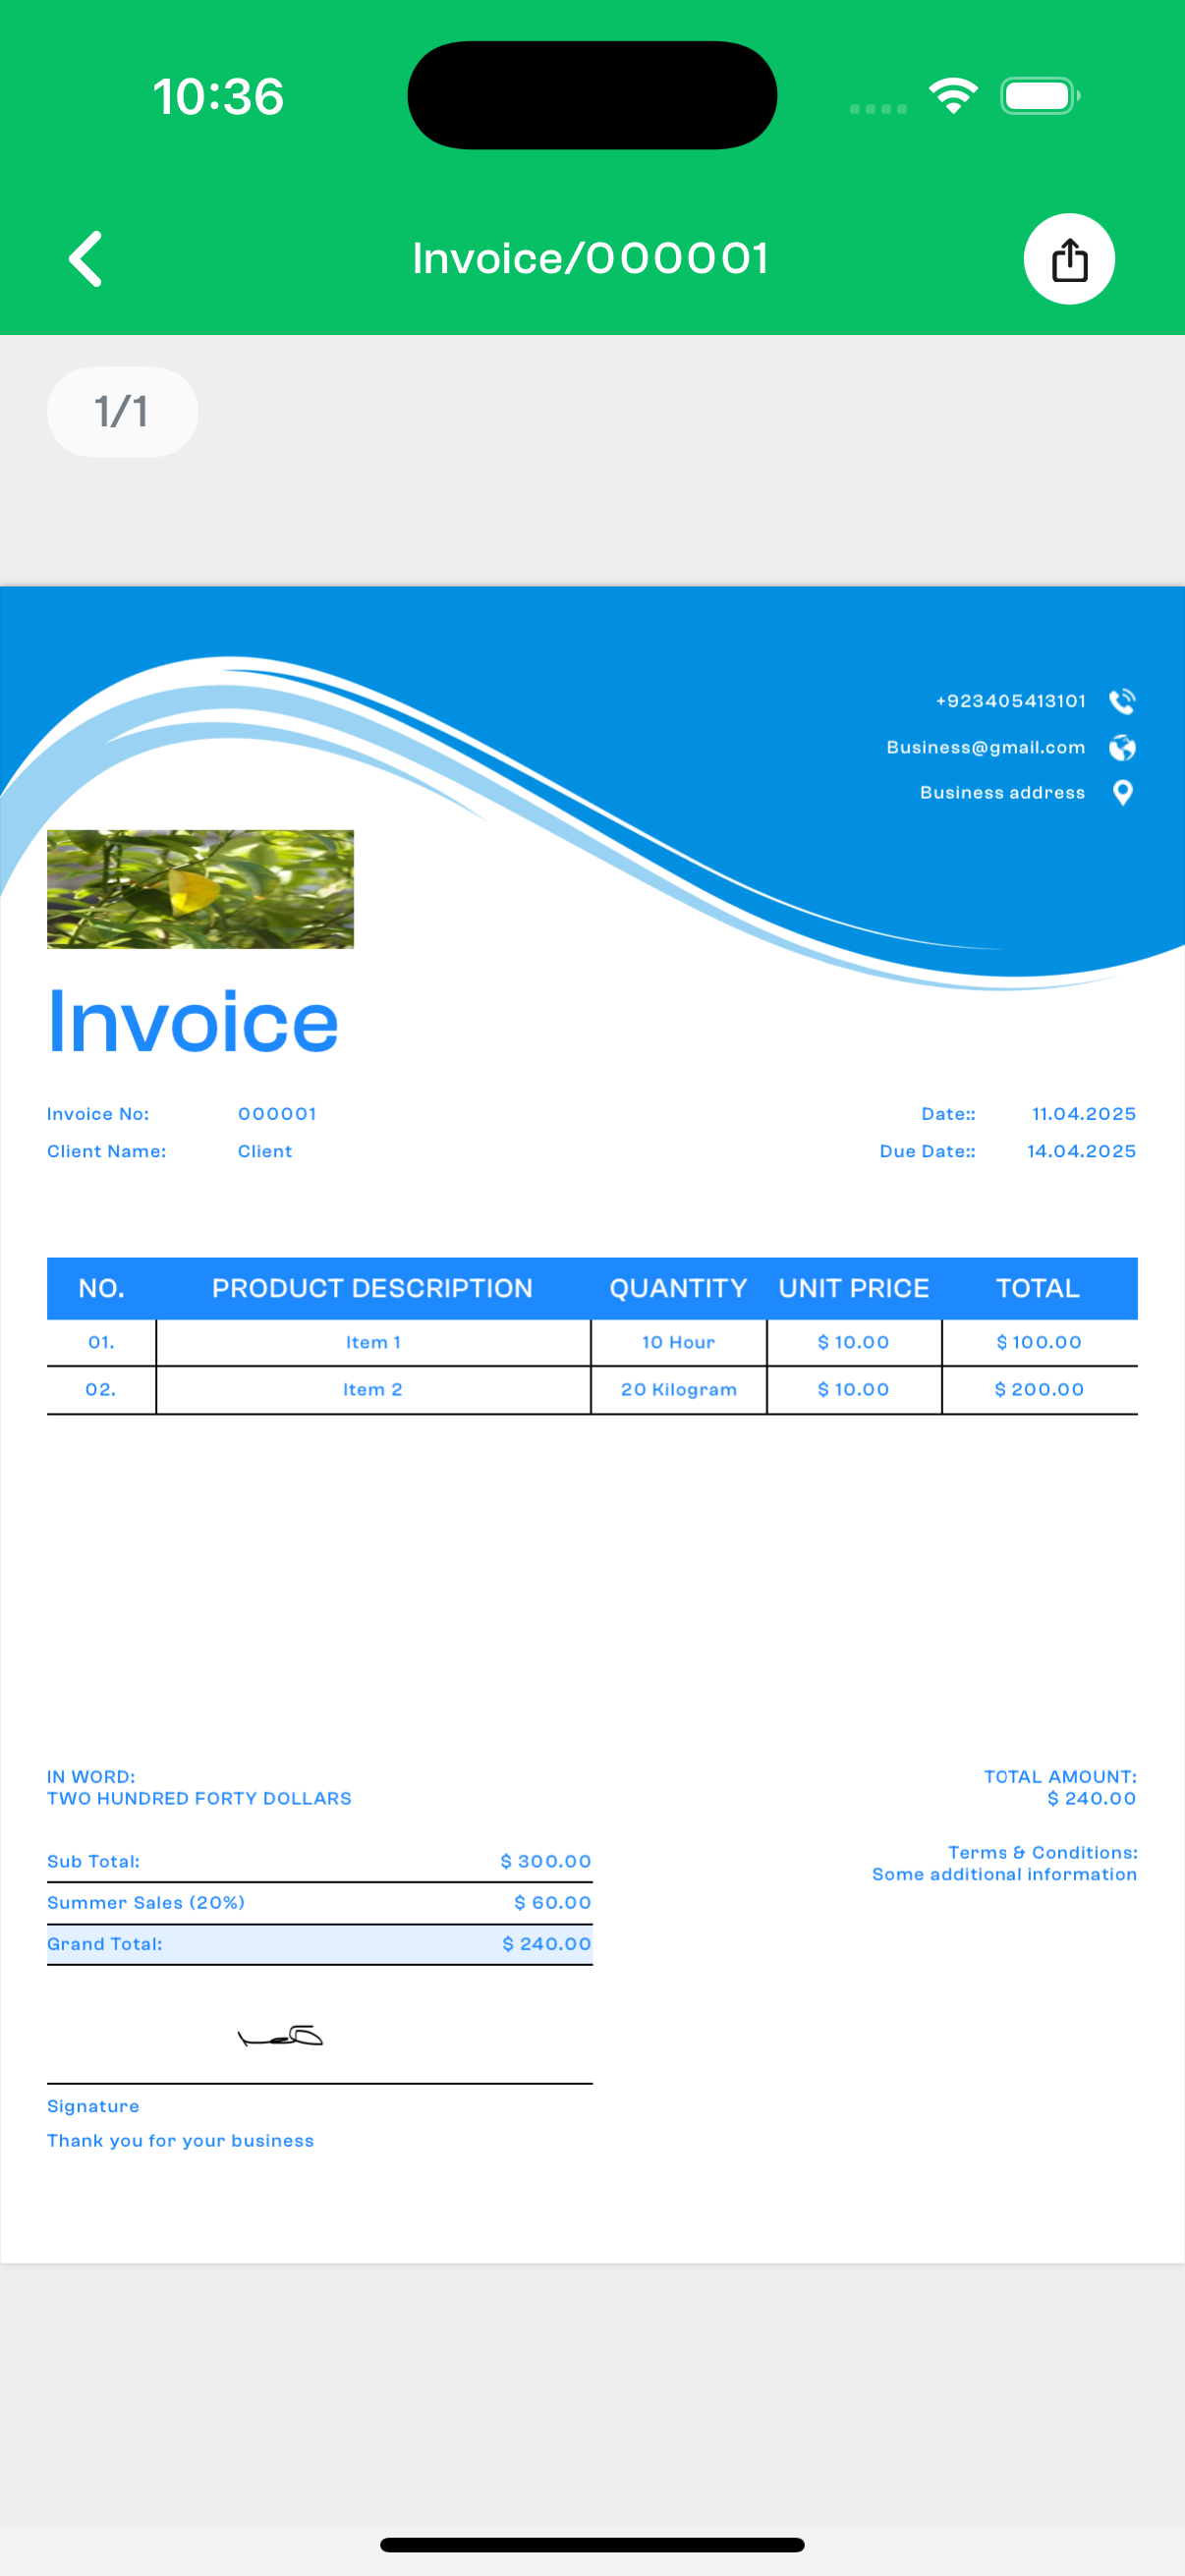 10:36
Invoice/000001
1/1
+923405413101
Business@gmail.com
Business address
Invoice
Invoice No: 000001 Date:: 11.04.2025
Client Name: Client Due Date:: 14.04.2025
NO. PRODUCT DESCRIPTION QUANTITY UNIT PRICE TOTAL
01. Item 1 10 Hour $ 10.00 $ 100.00
02. Item 2 20 Kilogram $ 10.00 $ 200.00
IN WORD: TOTAL AMOUNT:
TWO HUNDRED FORTY DOLLARS $ 240.00
Terms & Conditions:
Sub Total: $ 300.00
Some additional information
Summer Sales (20%) $ 60.00
Grand Total: $ 240.00
Signature
Thank you for your business